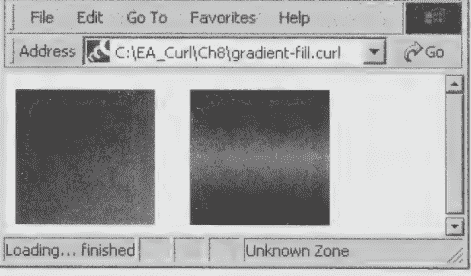 File Edit Go To Favorites Help
Address C:\EA_Curl\Ch8\gradient-fill.curl Go
Loading... finished Unknown Zone